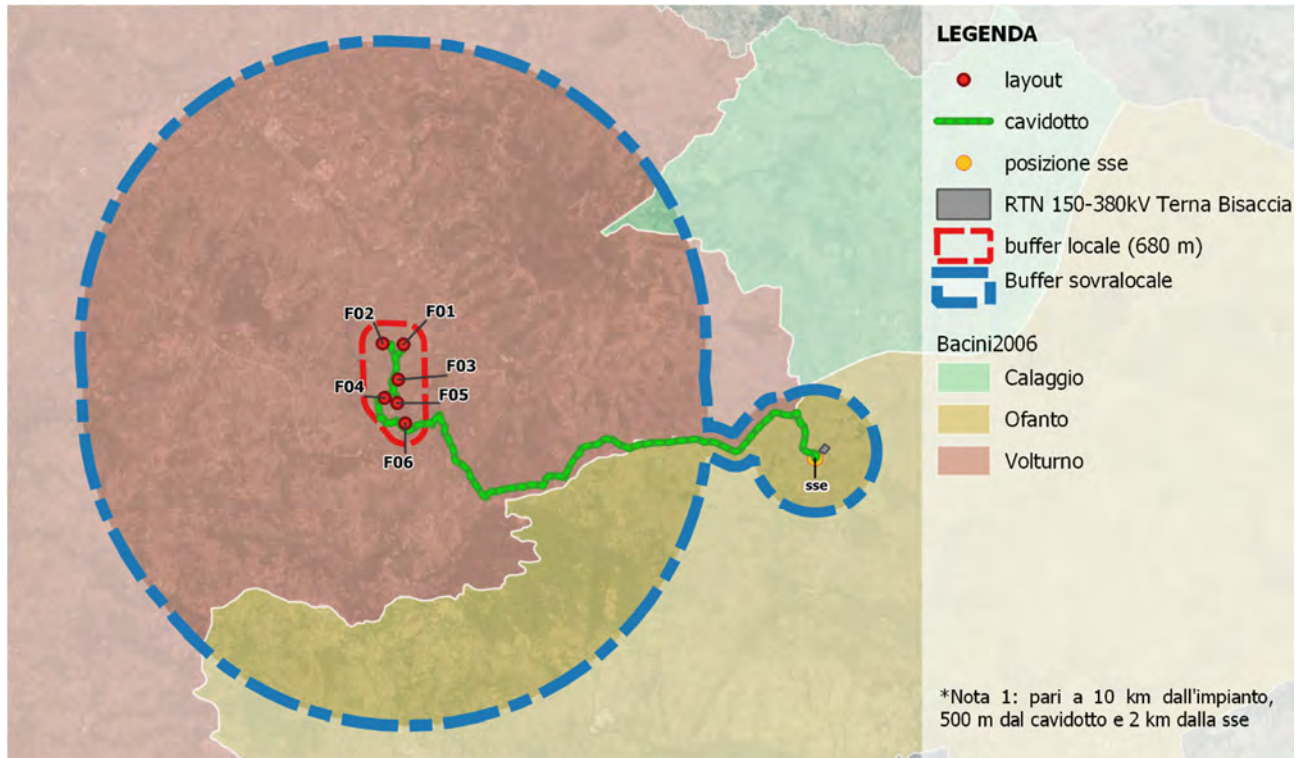 LEGENDA
layout
cavidotto
posizione sse
RTN 150-380kV Terna Bisaccia
buffer locale (680 m)
Buffer sovralocale
Bacini2006
Calaggio
Ofanto
Volturno
*Nota 1: pari a 10 km dall'impianto,
500 m dal cavidotto e 2 km dalla sse
F02
F01
F03
F04
F05
F06
sse